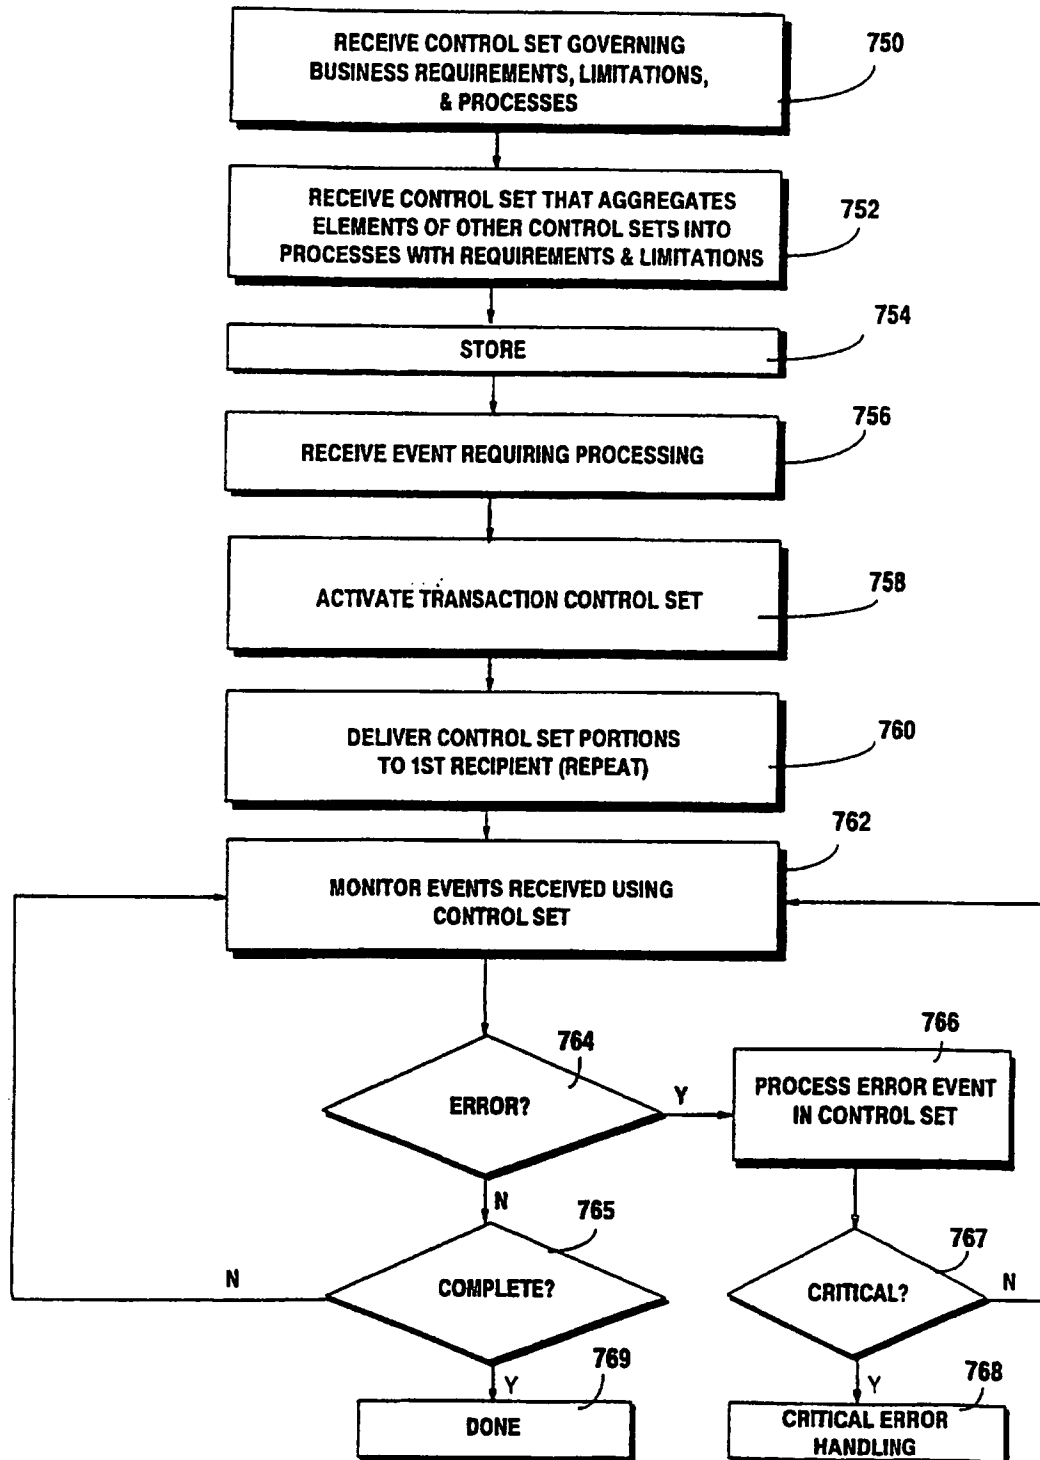 RECEIVE CONTROL SET GOVERNING
BUSINESS REQUIREMENTS, LIMITATIONS,
& PROCESSES
750
RECEIVE CONTROL SET THAT AGGREGATES
ELEMENTS OF OTHER CONTROL SETS INTO
PROCESSES WITH REQUIREMENTS & LIMITATIONS
752
STORE
754
RECEIVE EVENT REQUIRING PROCESSING
756
ACTIVATE TRANSACTION CONTROL SET
758
DELIVER CONTROL SET PORTIONS
TO 1ST RECIPIENT (REPEAT)
760
MONITOR EVENTS RECEIVED USING
CONTROL SET
762
ERROR?
764
Y
PROCESS ERROR EVENT
IN CONTROL SET
766
N
COMPLETE?
765
N
CRITICAL?
767
N
Y
DONE
769
Y
CRITICAL ERROR
HANDLING
768